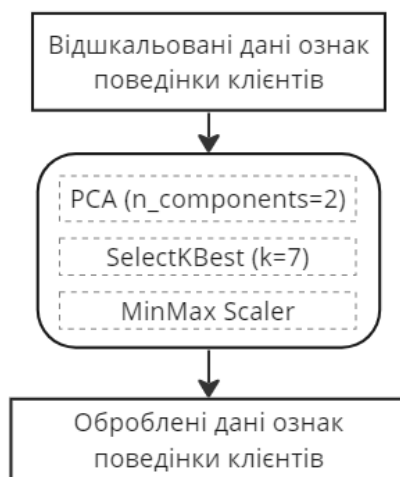 Відшкальовані дані ознак
поведінки клієнтів
PCA (n_components=2)
SelectKBest (k=7)
MinMax Scaler
Оброблені дані ознак
поведінки клієнтів